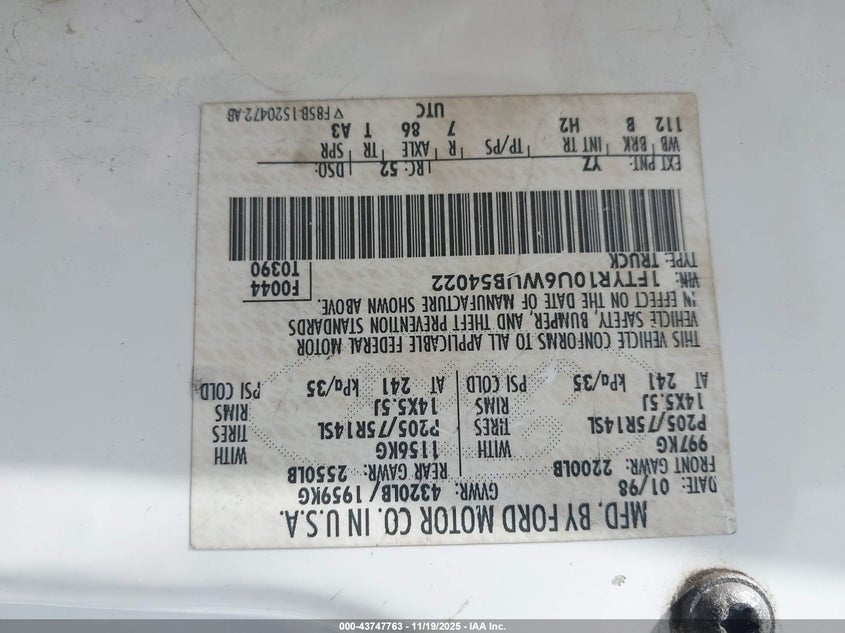 MFD. BY FORD MOTOR CO. IN U.S.A.
DATE: 01/98 GVWR: 4320LB/ 1959KG
FRONT GAWR: 2200LB REAR GAWR: 2550LB
997KG WITH 1156KG WITH
P205/75R14SL TIRES P205/75R14SL TIRES
14X5.5J RIMS 14X5.5J RIMS
AT 241 kPa/35 PSI COLD AT 241 kPa/35 PSI COLD
THIS VEHICLE CONFORMS TO ALL APPLICABLE FEDERAL MOTOR
VEHICLE SAFETY, BUMPER, AND THEFT PREVENTION STANDARDS
IN EFFECT ON THE DATE OF MANUFACTURE SHOWN ABOVE.
VIN: 1FTYR10U6WUB54022 F0044
TYPE: TRUCK T0390
EXT PNT: YZ RC: 52 DSO:
WB BRK INT TR TP/PS R AXLE TR SPR
112 B H2 7 86 T A3
UTC
▽F85B-1520472-AB
000-43747763 - 11/19/2025 - IAA Inc.